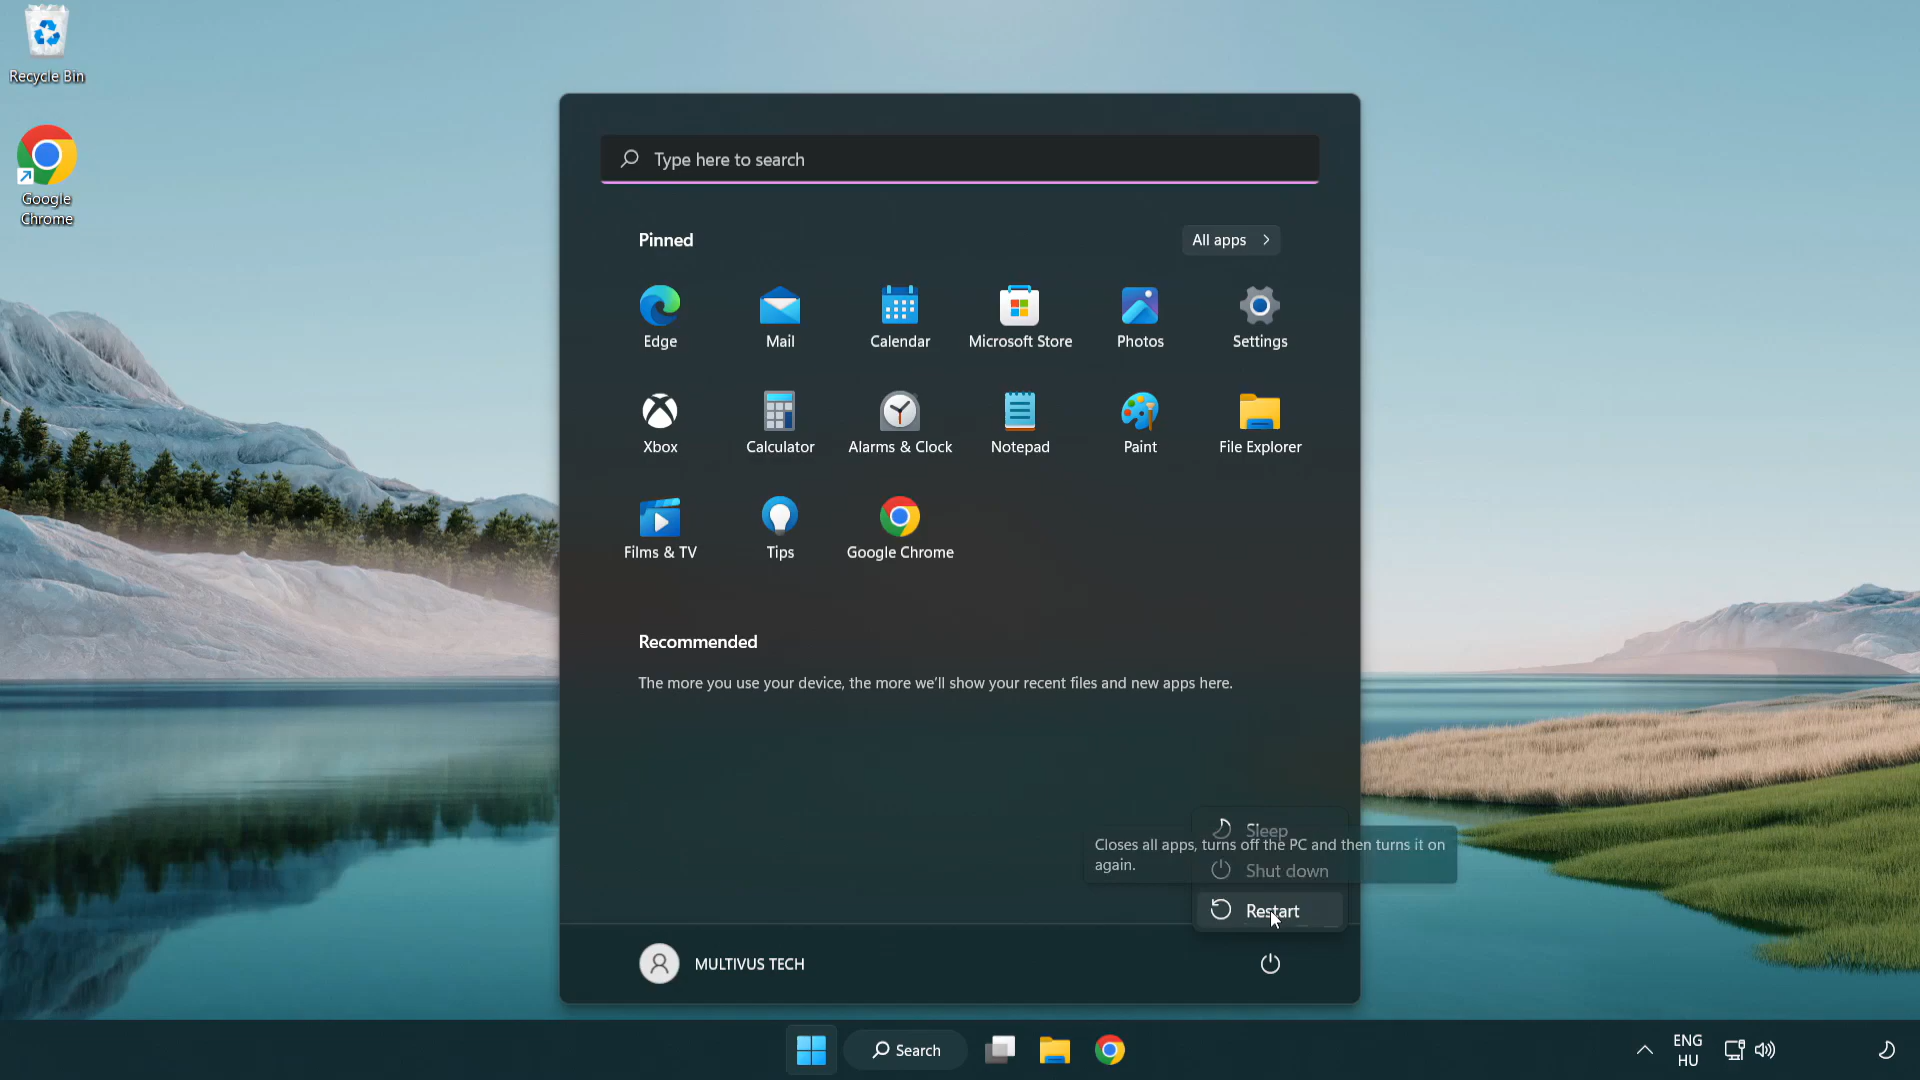 Recycle Bin
Google
Chrome
Type here to search
Pinned
All apps
Edge
Mail
Calendar
Microsoft Store
Photos
Settings
Xbox
Calculator
Alarms & Clock
Notepad
Paint
File Explorer
Films & TV
Tips
Google Chrome
Recommended
The more you use your device, the more we'll show your recent files and new apps here.
Sleep
Closes all apps, turns off the PC and then turns it on
again.
Shut down
Restart
MULTIVUS TECH
Search
ENG
HU